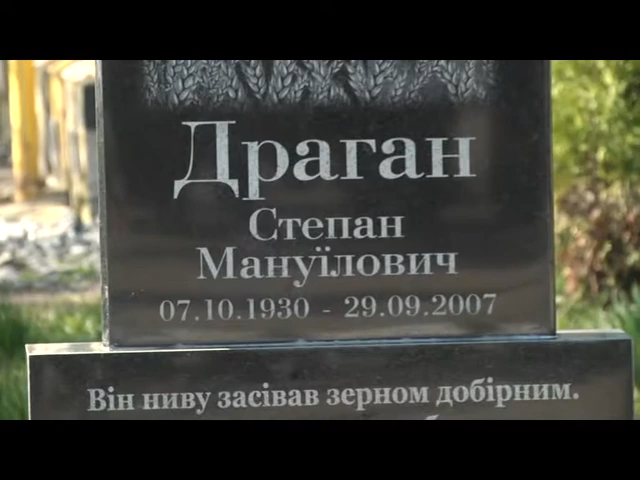 Драган
Степан
Мануїлович
07.10.1930 - 29.09.2007
Він ниву засівав зерном добірним.